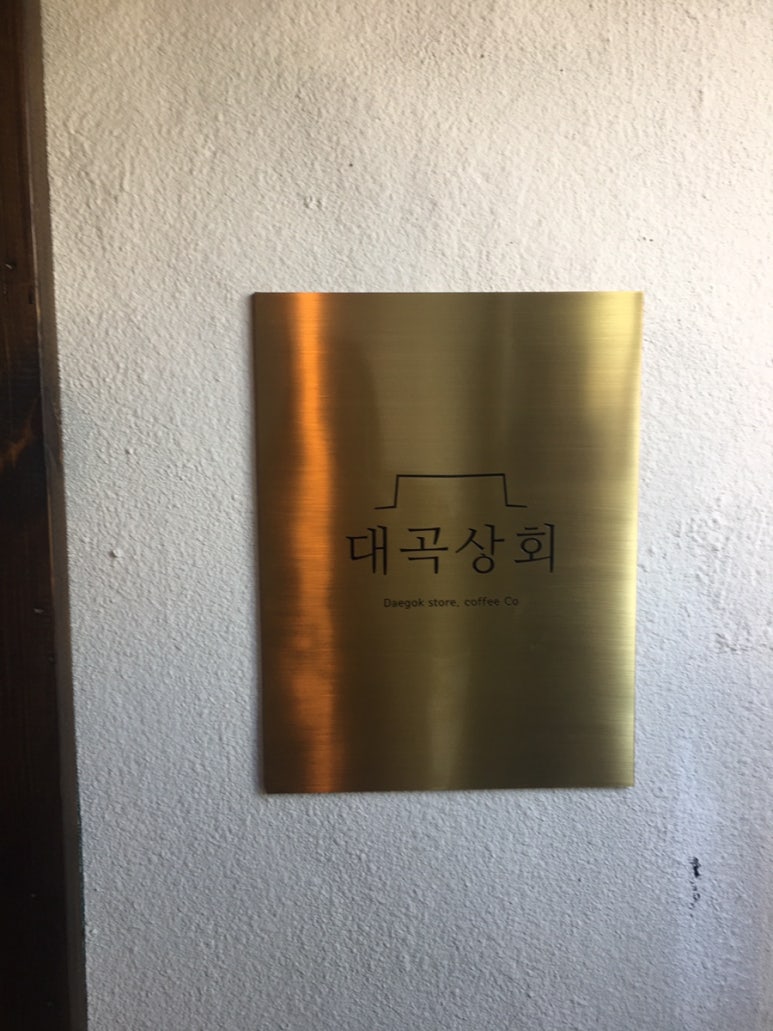 대곡상회
Daegok store, coffee Co